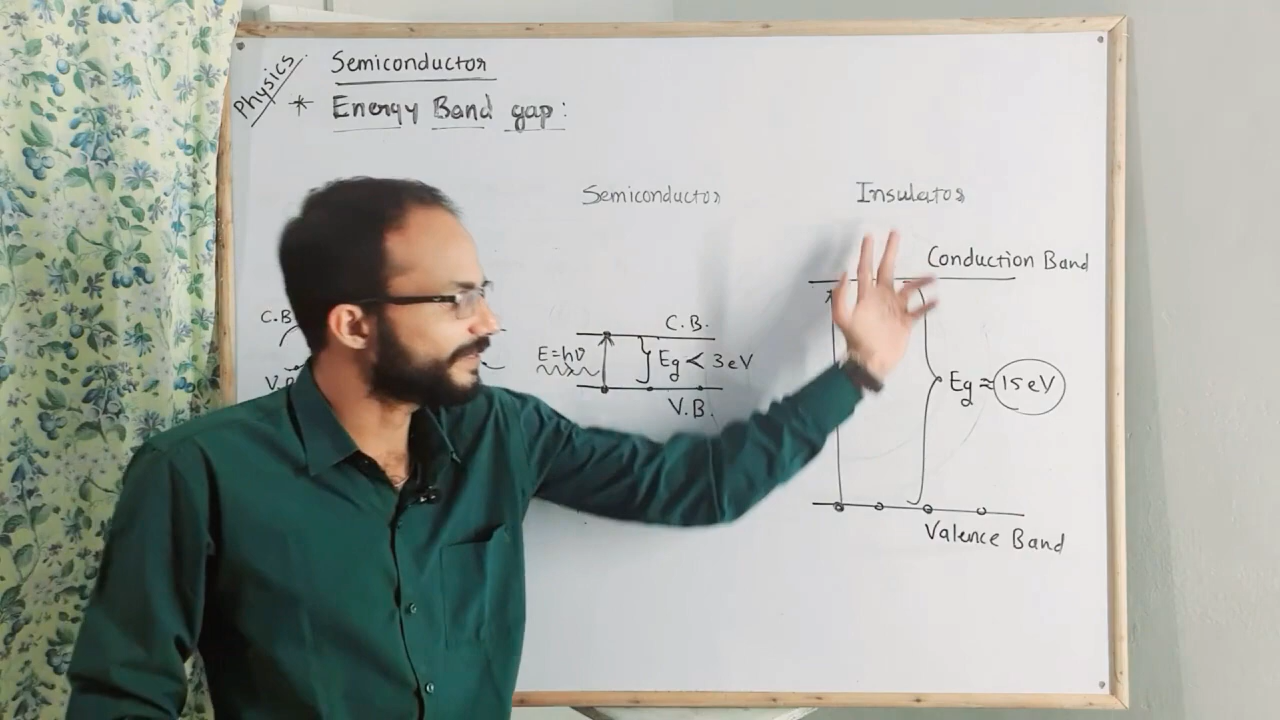 Physics
Semiconductor
* Energy Band gap:
Semiconductor
Insulator
Conduction Band
C.B
C.B.
E=hν
Eg < 3eV
V.B.
Eg ≈ 15eV
Valence Band